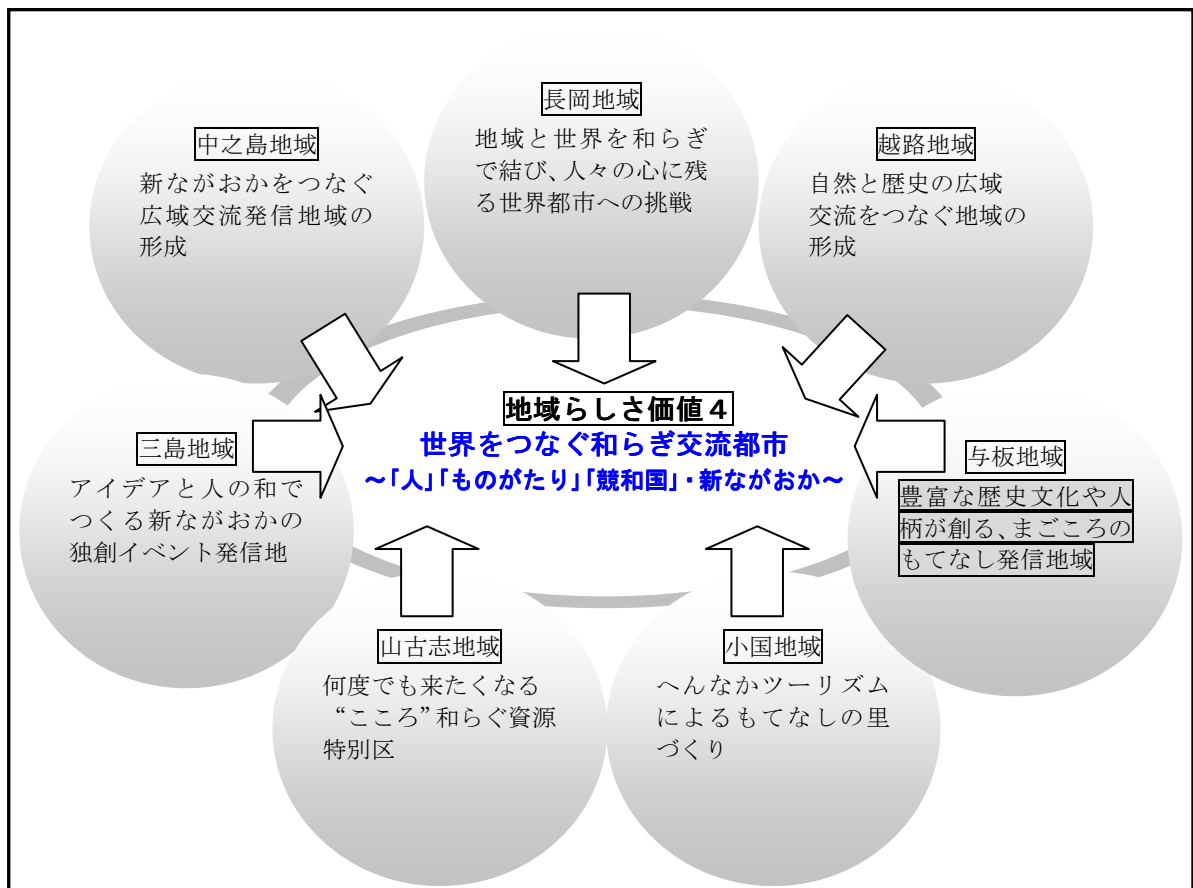 長岡地域
地域と世界を和らぎ
で結び、人々の心に残
る世界都市への挑戦
中之島地域
新ながおかをつなぐ
広域交流発信地域の
形成
越路地域
自然と歴史の広域
交流をつなぐ地域の
形成
地域らしさ価値４
世界をつなぐ和らぎ交流都市
～「人」「ものがたり」「競和国」・新ながおか～
三島地域
アイデアと人の和で
つくる新ながおかの
独創イベント発信地
与板地域
豊富な歴史文化や人
柄が創る、まごころの
もてなし発信地域
山古志地域
何度でも来たくなる
“こころ”和らぐ資源
特別区
小国地域
へんなかツーリズム
によるもてなしの里
づくり